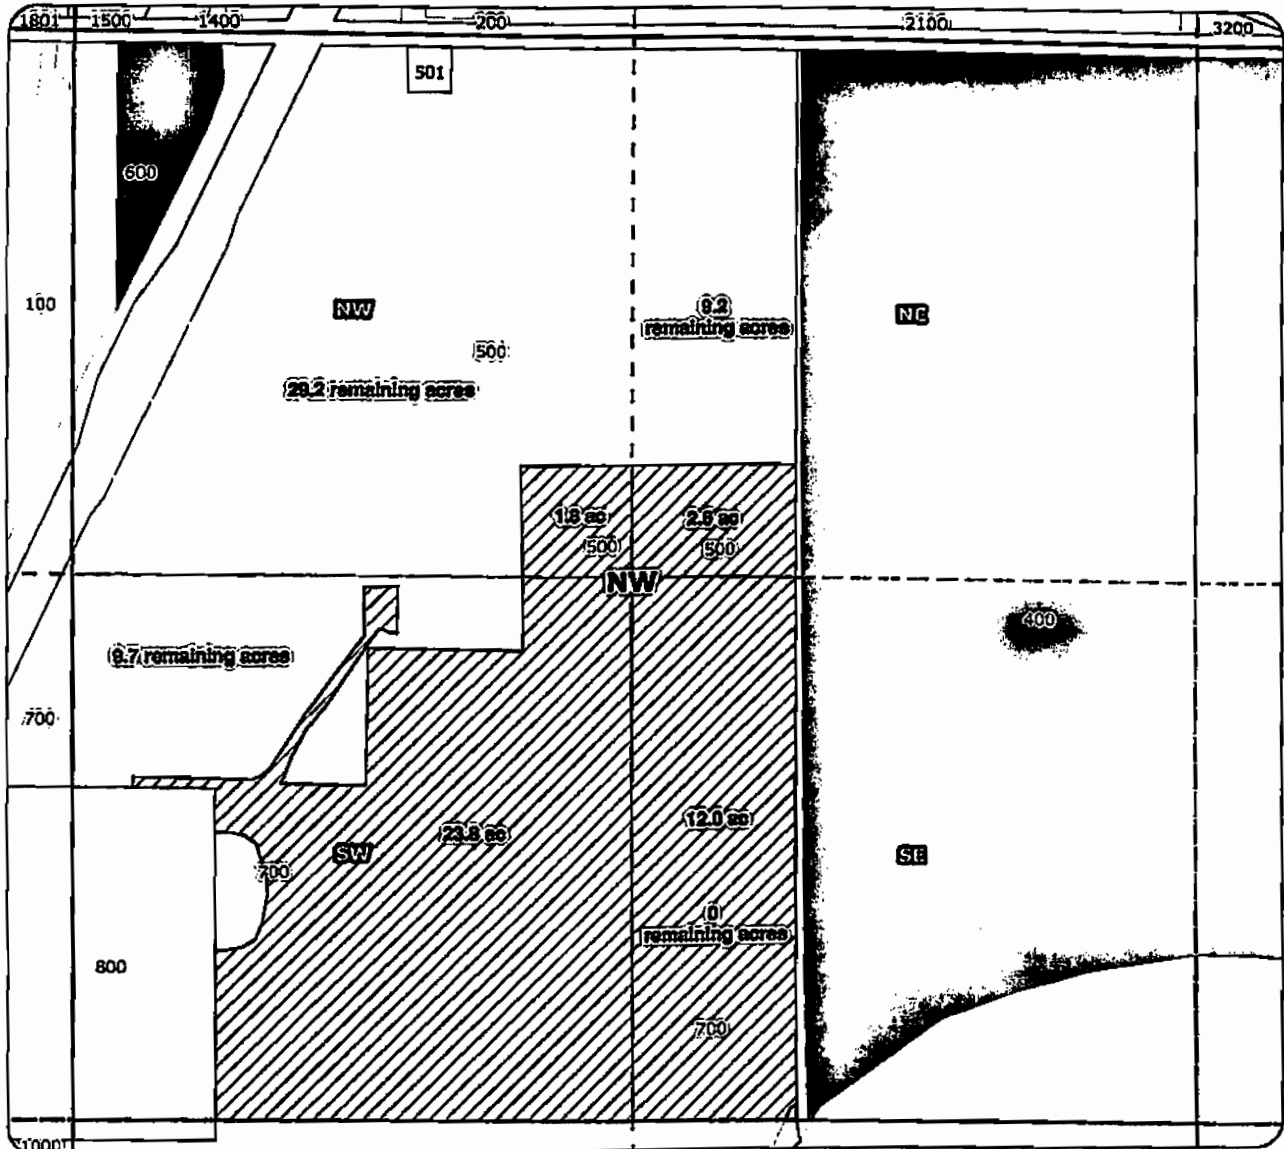 1801 1500 1400 200 2100 3200
501
600
100
NW
9.2
remaining acres
NE
500
29.2 remaining acres
1.8 ac
2.8 ac
500
500
NW
400
9.7 remaining acres
700
12.0 ac
23.8 ac
SW
SE
700
0
remaining acres
800
700
1000